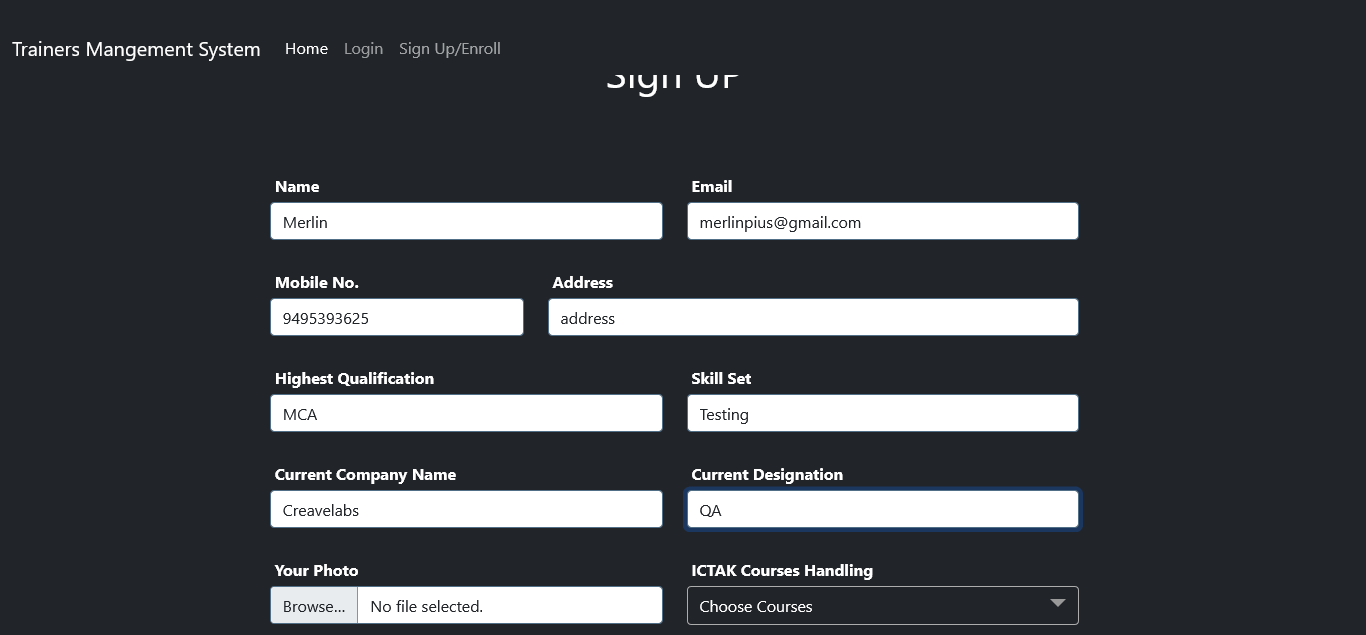 Trainers Mangement System Home Login Sign Up/Enroll
Sign UP
Name Email
Merlin merlinpius@gmail.com
Mobile No. Address
9495393625 address
Highest Qualification Skill Set
MCA Testing
Current Company Name Current Designation
Creavelabs QA
Your Photo ICTAK Courses Handling
Browse... No file selected. Choose Courses